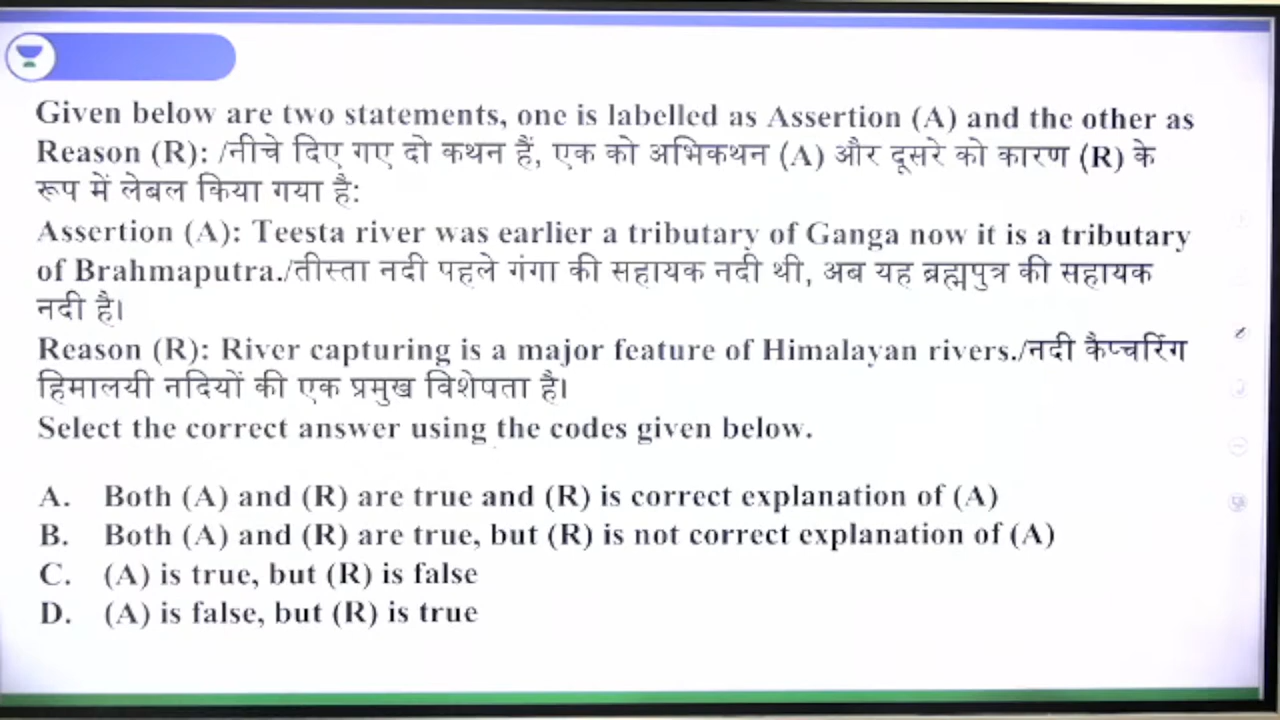 Given below are two statements, one is labelled as Assertion (A) and the other as
Reason (R): /नीचे दिए गए दो कथन हैं, एक को अभिकथन (A) और दूसरे को कारण (R) के
रूप में लेबल किया गया है:
Assertion (A): Teesta river was earlier a tributary of Ganga now it is a tributary
of Brahmaputra./तीस्ता नदी पहले गंगा की सहायक नदी थी, अब यह ब्रह्मपुत्र की सहायक
नदी है।
Reason (R): River capturing is a major feature of Himalayan rivers./नदी कैप्चरिंग
हिमालयी नदियों की एक प्रमुख विशेषता है।
Select the correct answer using the codes given below.
A. Both (A) and (R) are true and (R) is correct explanation of (A)
B. Both (A) and (R) are true, but (R) is not correct explanation of (A)
C. (A) is true, but (R) is false
D. (A) is false, but (R) is true